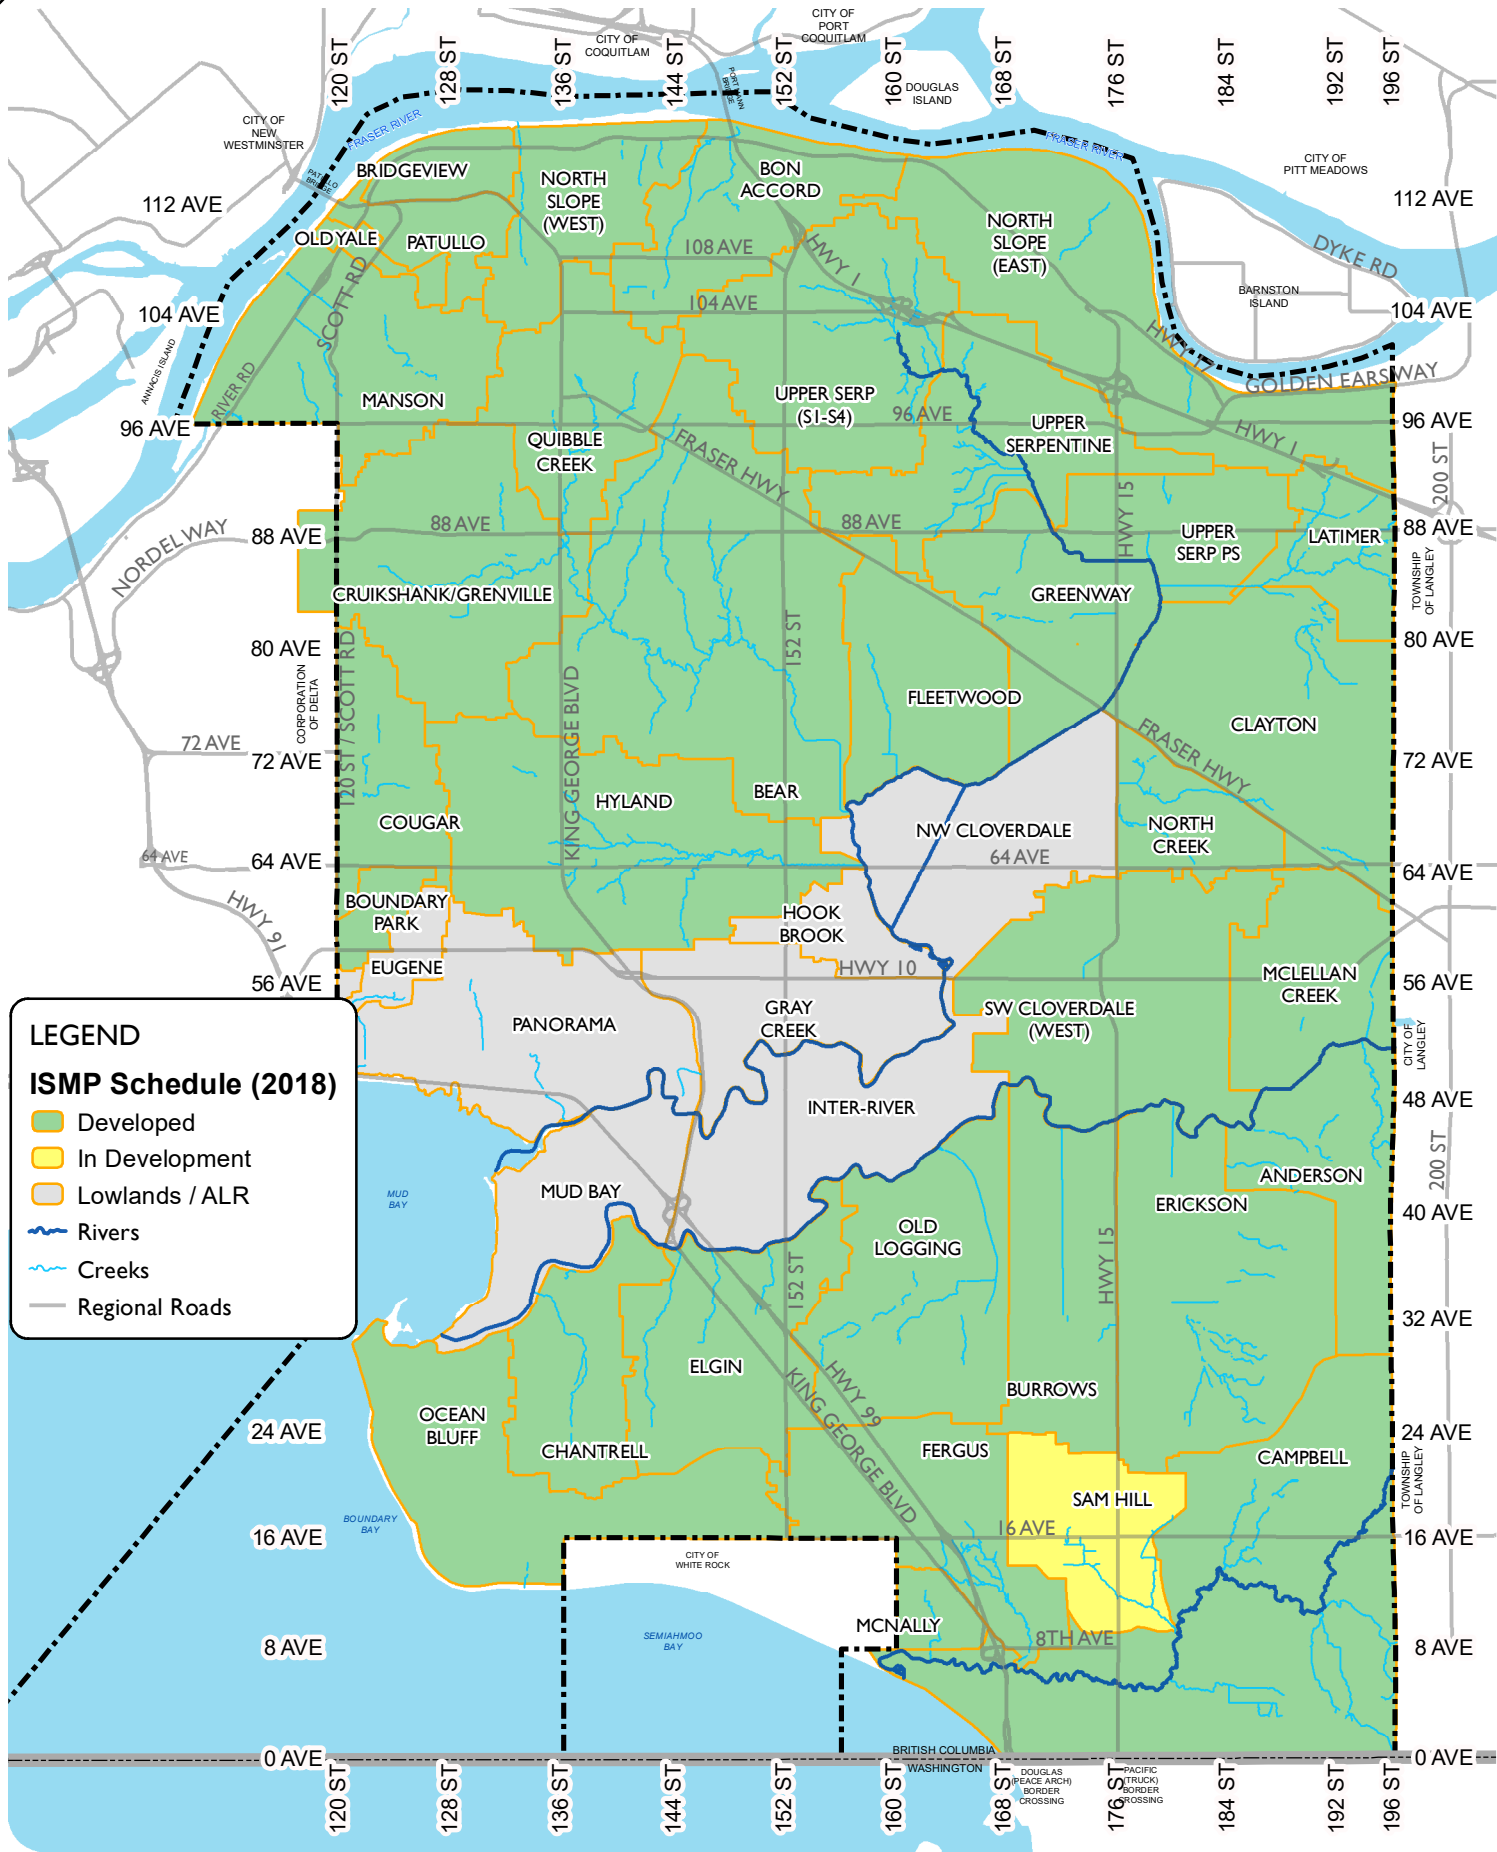 CITY OF
PORT
COQUITLAM
CITY OF
COQUITLAM
120 ST
128 ST
136 ST
144 ST
152 ST
160 ST
168 ST
176 ST
184 ST
192 ST
196 ST
PORT MANN
BRIDGE
DOUGLAS
ISLAND
CITY OF
NEW
WESTMINSTER
FRASER RIVER
FRASER RIVER
CITY OF
PITT MEADOWS
PATULLO
BRIDGE
BRIDGEVIEW
NORTH
SLOPE
(WEST)
BON
ACCORD
112 AVE
112 AVE
OLD YALE
PATULLO
108 AVE
HWY 1
NORTH
SLOPE
(EAST)
DYKE RD
BARNSTON
ISLAND
SCOTT RD
104 AVE
104 AVE
104 AVE
HWY 17
GOLDEN EARS WAY
ANNACIS ISLAND
RIVER RD
MANSON
UPPER SERP
(S1-S4)
96 AVE
96 AVE
96 AVE
UPPER
SERPENTINE
HWY 1
QUIBBLE
CREEK
FRASER HWY
200 ST
HWY 15
NORDEL WAY
88 AVE
88 AVE
88 AVE
88 AVE
UPPER
SERP PS
LATIMER
CRUIKSHANK/GRENVILLE
GREENWAY
TOWNSHIP
OF LANGLEY
80 AVE
80 AVE
152 ST
120 ST / SCOTT RD
CORPORATION
OF DELTA
KING GEORGE BLVD
FLEETWOOD
CLAYTON
FRASER HWY
72 AVE
72 AVE
72 AVE
HYLAND
BEAR
COUGAR
NW CLOVERDALE
NORTH
CREEK
64 AVE
64 AVE
64 AVE
64 AVE
HWY 91
BOUNDARY
PARK
HOOK
BROOK
EUGENE
HWY 10
MCLELLAN
CREEK
56 AVE
56 AVE
PANORAMA
GRAY
CREEK
SW CLOVERDALE
(WEST)
CITY OF
LANGLEY
LEGEND
ISMP Schedule (2018)
Developed
In Development
Lowlands / ALR
Rivers
Creeks
Regional Roads
INTER-RIVER
48 AVE
200 ST
MUD
BAY
MUD BAY
ANDERSON
ERICKSON
40 AVE
OLD
LOGGING
152 ST
HWY 15
32 AVE
ELGIN
HWY 99
KING GEORGE BLVD
BURROWS
OCEAN
BLUFF
24 AVE
24 AVE
CHANTRELL
FERGUS
CAMPBELL
TOWNSHIP
OF LANGLEY
SAM HILL
BOUNDARY
BAY
16 AVE
16 AVE
16 AVE
CITY OF
WHITE ROCK
MCNALLY
SEMIAHMOO
BAY
8 AVE
8TH AVE
8 AVE
0 AVE
BRITISH COLUMBIA
WASHINGTON
0 AVE
DOUGLAS
(PEACE ARCH)
BORDER
CROSSING
PACIFIC
(TRUCK)
BORDER
CROSSING
120 ST
128 ST
136 ST
144 ST
152 ST
160 ST
168 ST
176 ST
184 ST
192 ST
196 ST